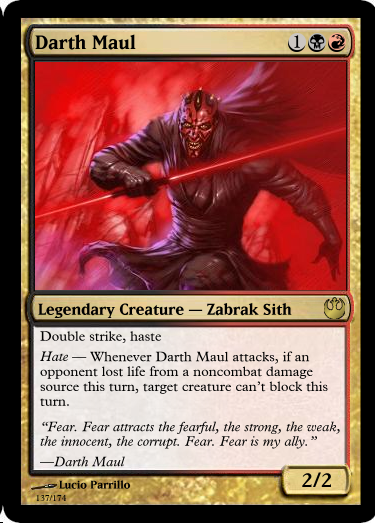 Darth Maul
1
Legendary Creature — Zabrak Sith
Double strike, haste
Hate — Whenever Darth Maul attacks, if an
opponent lost life from a noncombat damage
source this turn, target creature can't block this
turn.
“Fear. Fear attracts the fearful, the strong, the weak,
the innocent, the corrupt. Fear. Fear is my ally.”
—Darth Maul
2/2
Lucio Parrillo
137/174